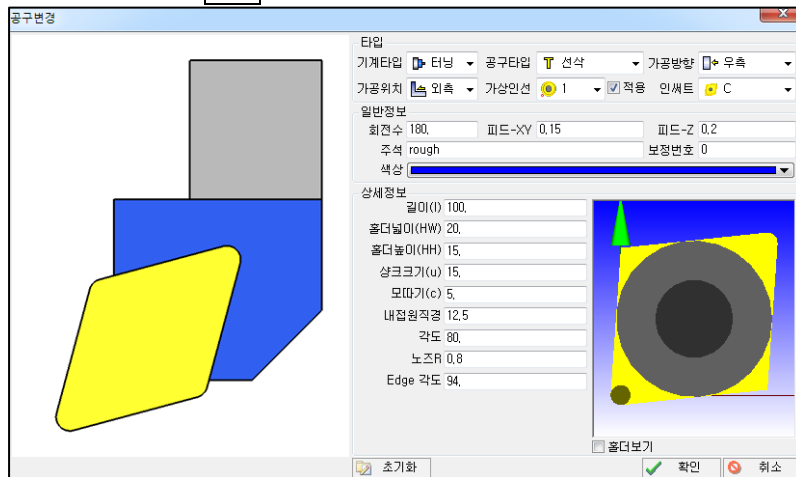 공구변경
타입
기계타입 터닝 공구타입 선삭 가공방향 우측
가공위치 외측 가상인선 1 적용 인써트 C
일반정보
회전수 180, 피드-XY 0,15 피드-Z 0,2
주석 rough 보정번호 0
색상
상세정보
길이(l) 100,
홀더넓이(HW) 20,
홀더높이(HH) 15,
샹크크기(u) 15,
모따기(c) 5,
내접원직경 12,5
각도 80,
노즈R 0,8
Edge 각도 94,
홀더보기
초기화 확인 취소